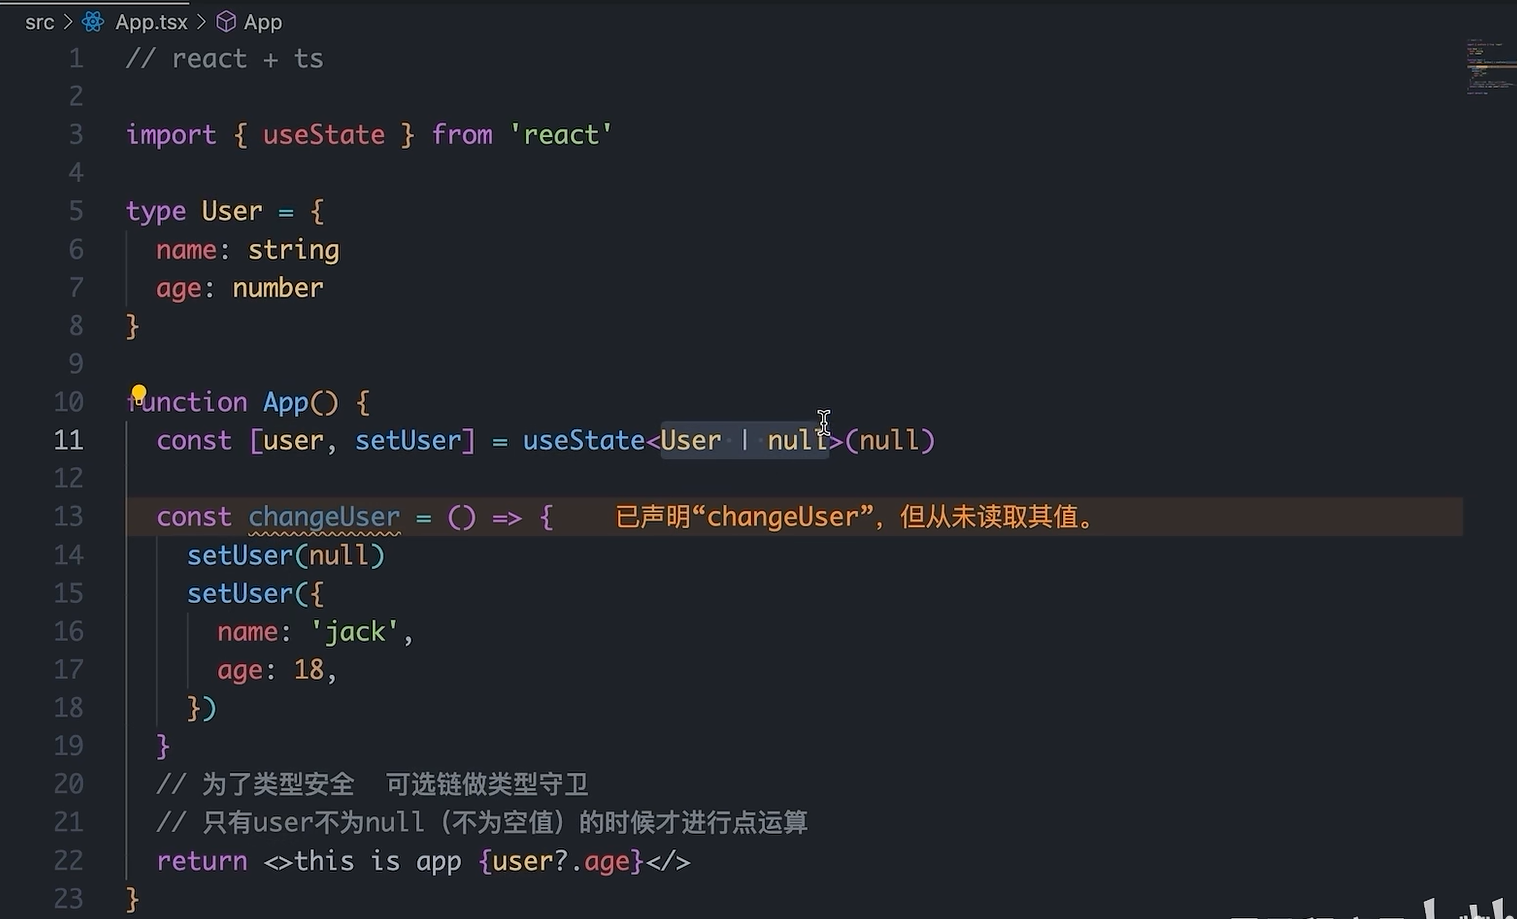 src > App.tsx > App
1 // react + ts
2
3 import { useState } from 'react'
4
5 type User = {
6 name: string
7 age: number
8 }
9
10 function App() {
11 const [user, setUser] = useState<User | null>(null)
12
13 const changeUser = () => { 已声明“changeUser”，但从未读取其值。
14 setUser(null)
15 setUser({
16 name: 'jack',
17 age: 18,
18 })
19 }
20 // 为了类型安全 可选链做类型守卫
21 // 只有user不为null（不为空值）的时候才进行点运算
22 return <>this is app {user?.age}</>
23 }